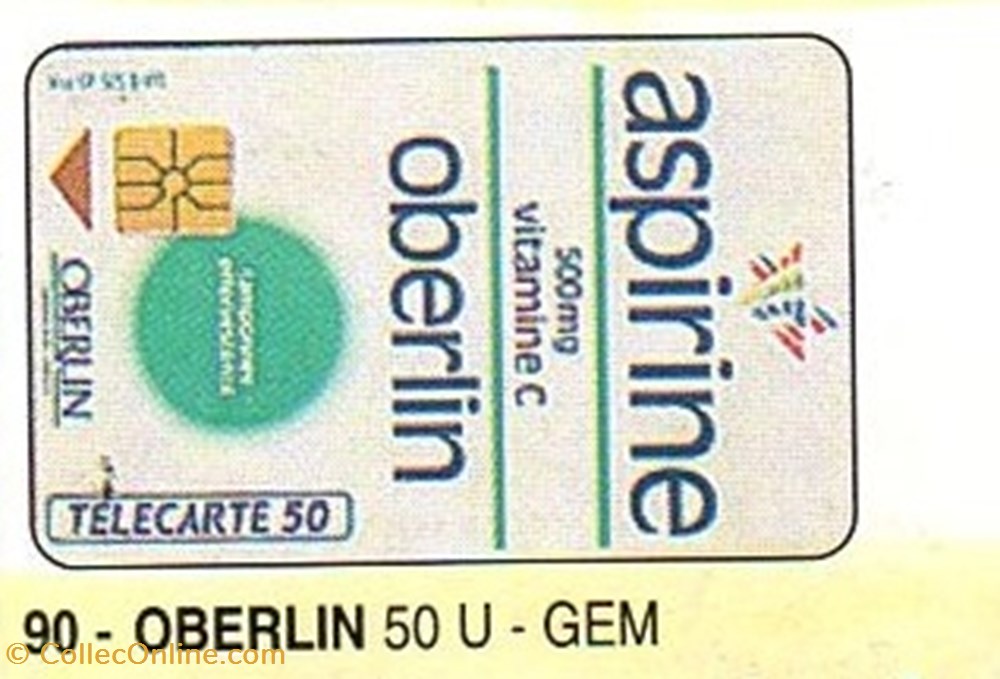 aspirine
500mg
vitamine c
oberlin
OBERLIN
TELECARTE 50
90 - OBERLIN 50 U - GEM
© CollecOnline.com